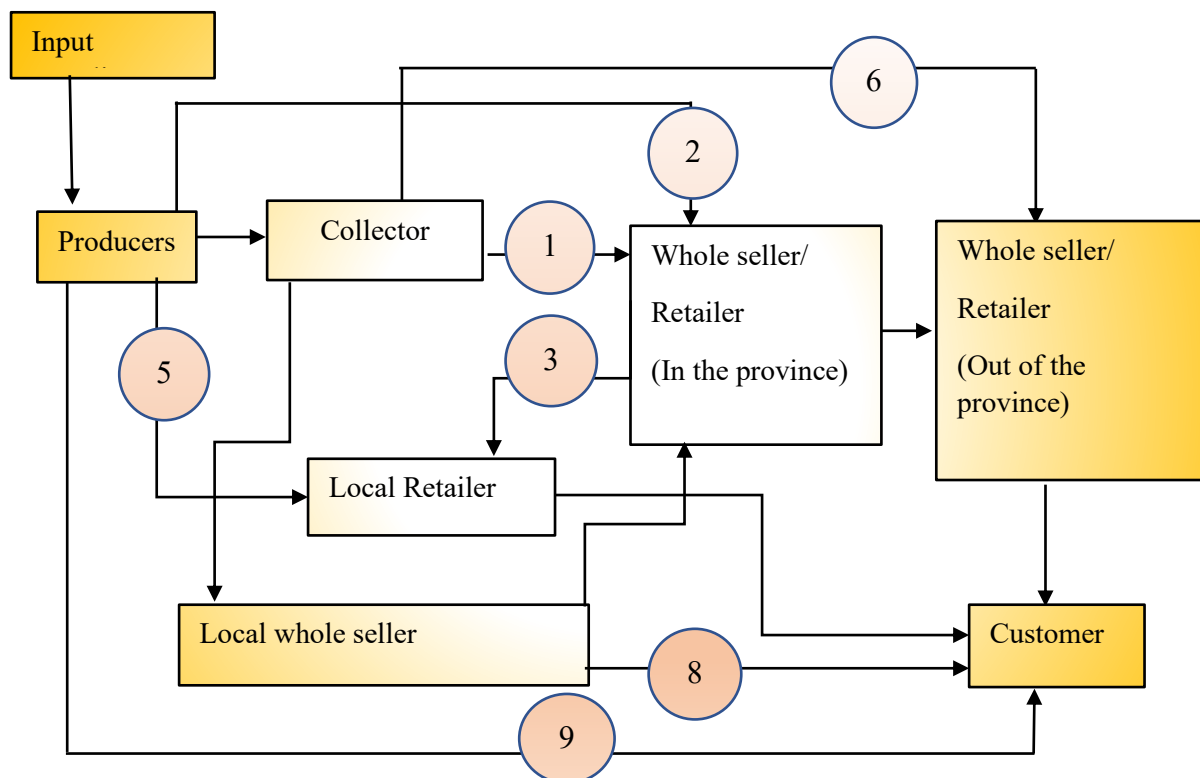 Input
6
2
Producers
Collector
1
Whole seller/
Retailer
(In the province)
Whole seller/
Retailer
(Out of the
province)
5
3
Local Retailer
Local whole seller
8
Customer
9